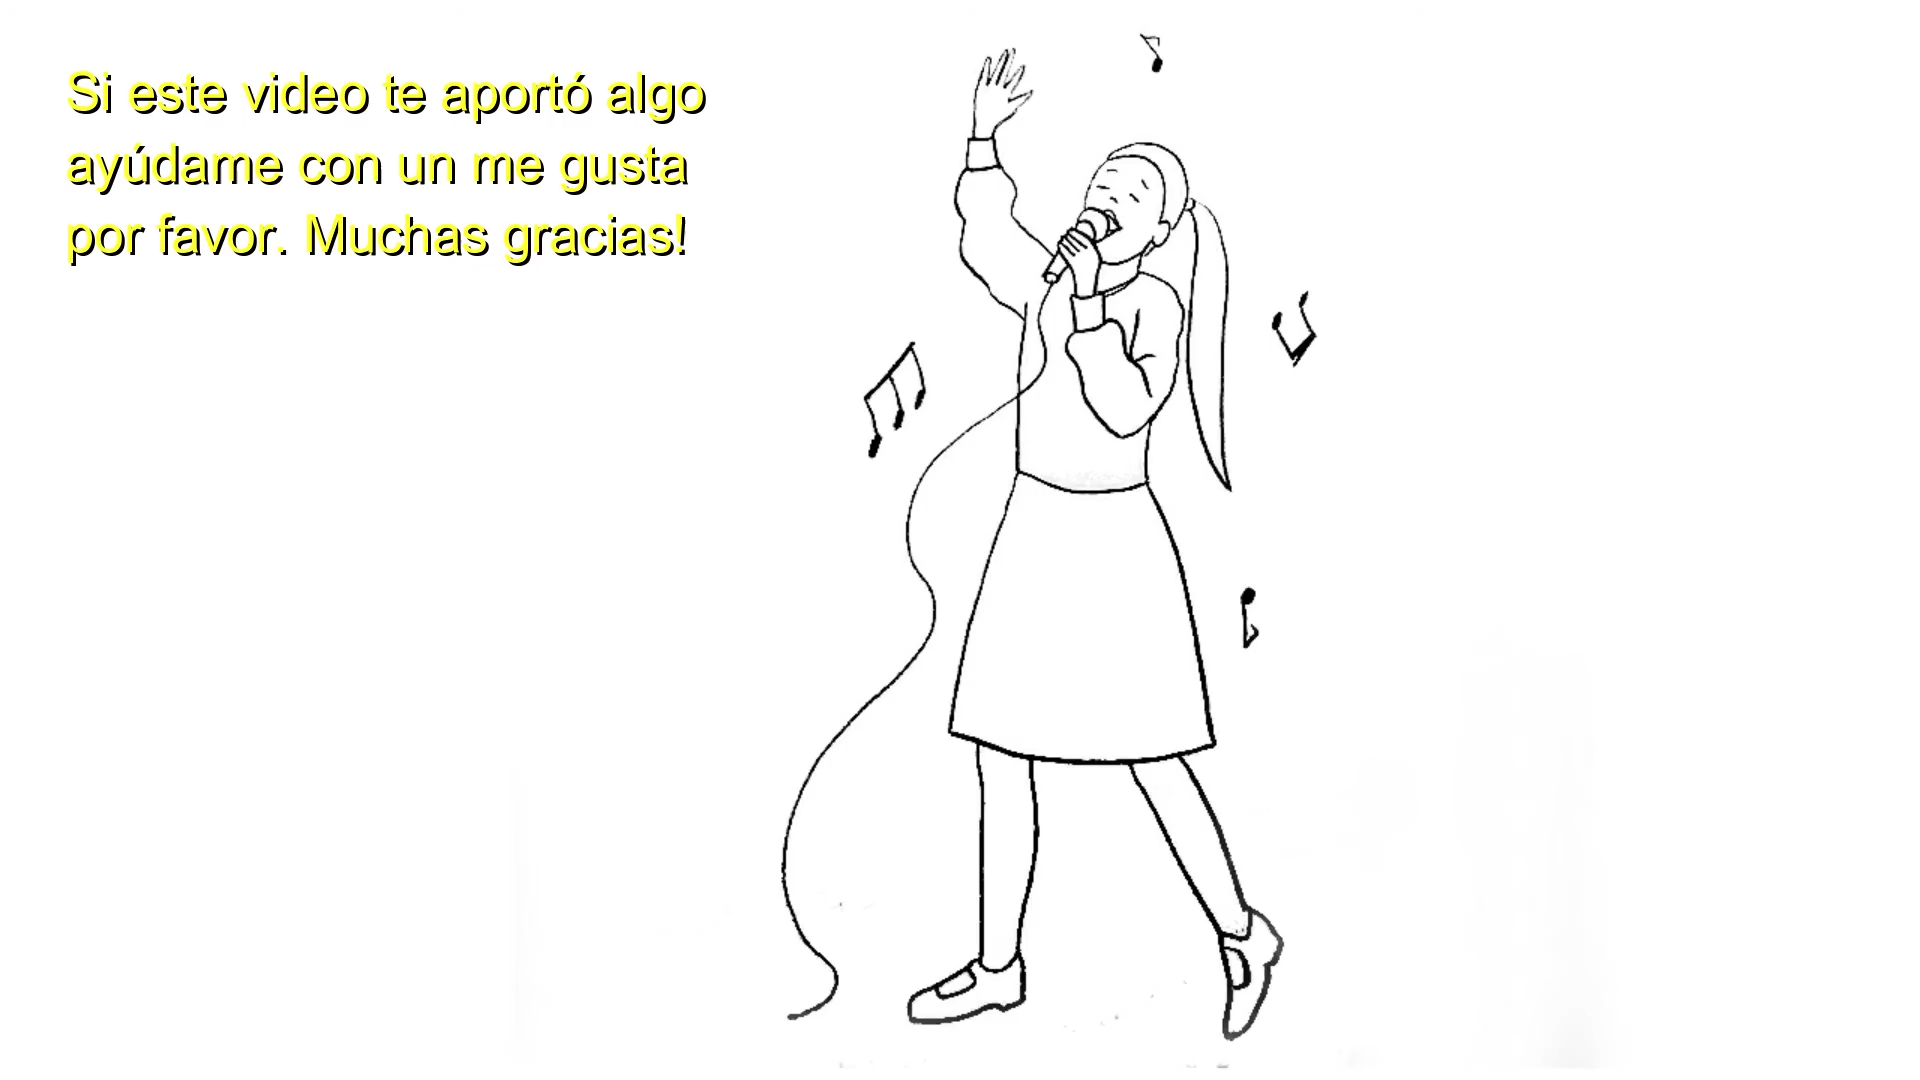 Si este video te aportó algo
ayúdame con un me gusta
por favor. Muchas gracias!